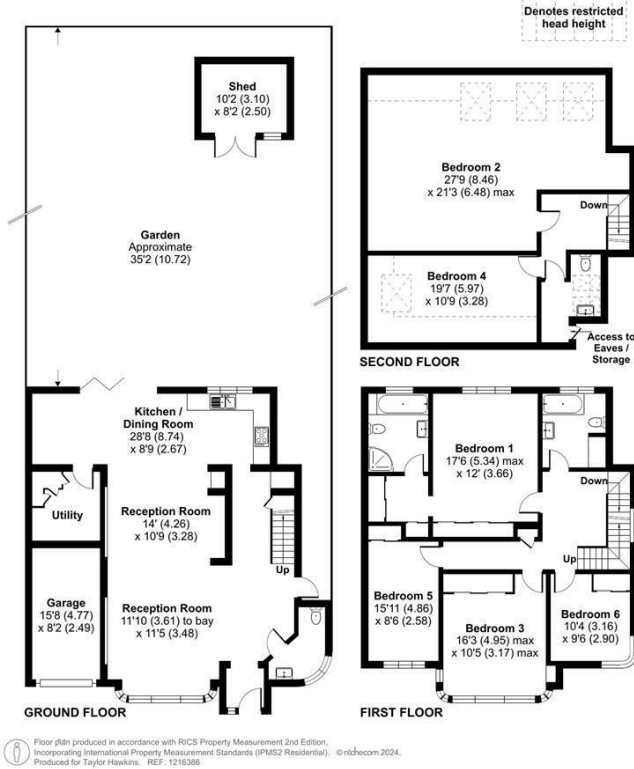 Denotes restricted
head height
Shed
10'2 (3.10)
x 8'2 (2.50)
Garden
Approximate
35'2 (10.72)
Bedroom 2
27'9 (8.46)
x 21'3 (6.48) max
Down
Bedroom 4
19'7 (5.97)
x 10'9 (3.28)
Access to
Eaves /
Storage
SECOND FLOOR
Kitchen /
Dining Room
28'8 (8.74)
x 8'9 (2.67)
Utility
Reception Room
14' (4.26)
x 10'9 (3.28)
Up
Garage
15'8 (4.77)
x 8'2 (2.49)
Reception Room
11'10 (3.61) to bay
x 11'5 (3.48)
GROUND FLOOR
Bedroom 1
17'6 (5.34) max
x 12' (3.66)
Down
Up
Bedroom 5
15'11 (4.86)
x 8'6 (2.58)
Bedroom 3
16'3 (4.95) max
x 10'5 (3.17) max
Bedroom 6
10'4 (3.16)
x 9'6 (2.90)
FIRST FLOOR
Floor plan produced in accordance with RICS Property Measurement 2nd Edition,
Incorporating International Property Measurement Standards (IPMS2 Residential). © ntchecom 2024.
Produced for Taylor Hawkins. REF: 1216386